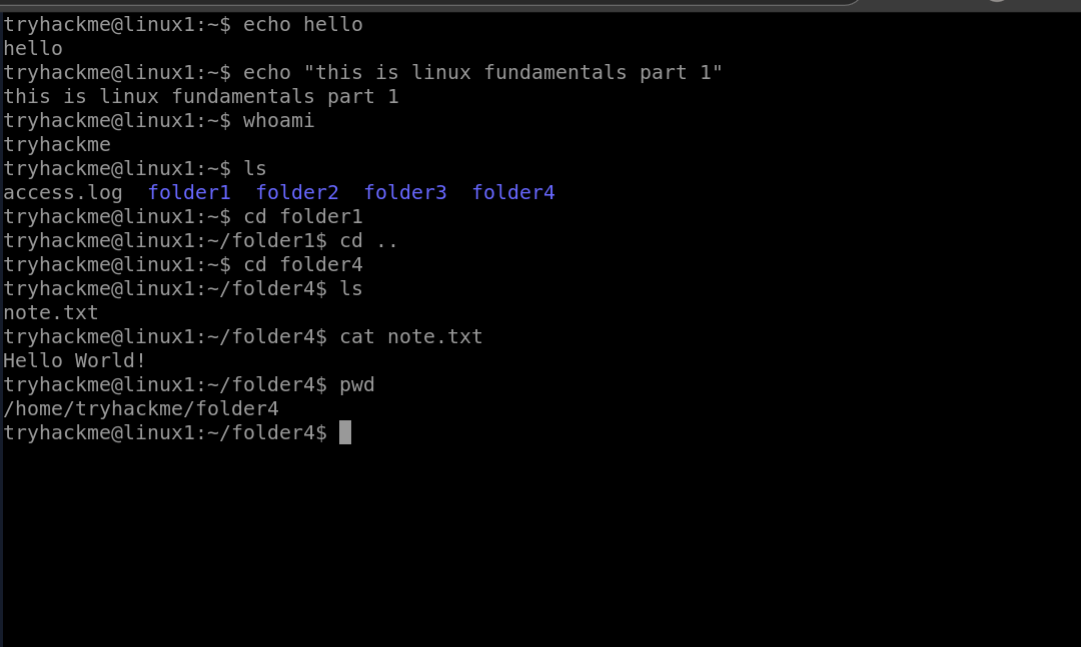 tryhackme@linux1:~$ echo hello
hello
tryhackme@linux1:~$ echo "this is linux fundamentals part 1"
this is linux fundamentals part 1
tryhackme@linux1:~$ whoami
tryhackme
tryhackme@linux1:~$ ls
access.log  folder1  folder2  folder3  folder4
tryhackme@linux1:~$ cd folder1
tryhackme@linux1:~/folder1$ cd ..
tryhackme@linux1:~$ cd folder4
tryhackme@linux1:~/folder4$ ls
note.txt
tryhackme@linux1:~/folder4$ cat note.txt
Hello World!
tryhackme@linux1:~/folder4$ pwd
/home/tryhackme/folder4
tryhackme@linux1:~/folder4$